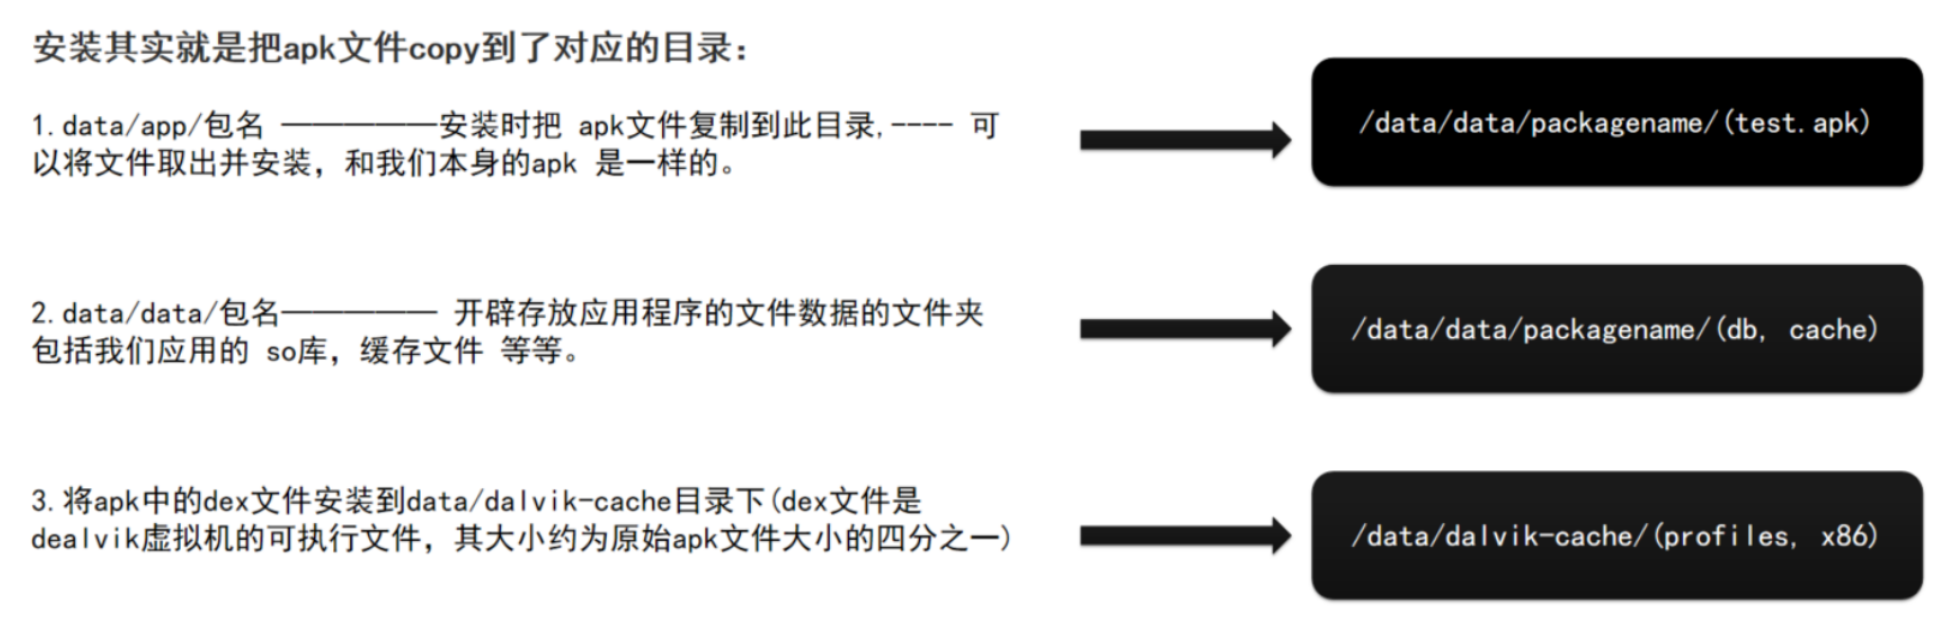 安装其实就是把apk文件copy到了对应的目录：
1.data/app/包名 —————安装时把 apk文件复制到此目录,---- 可
以将文件取出并安装，和我们本身的apk 是一样的。
/data/data/packagename/(test.apk)
2.data/data/包名————— 开辟存放应用程序的文件数据的文件夹
包括我们应用的 so库，缓存文件 等等。
/data/data/packagename/(db, cache)
3.将apk中的dex文件安装到data/dalvik-cache目录下(dex文件是
dealvik虚拟机的可执行文件，其大小约为原始apk文件大小的四分之一)
/data/dalvik-cache/(profiles, x86)